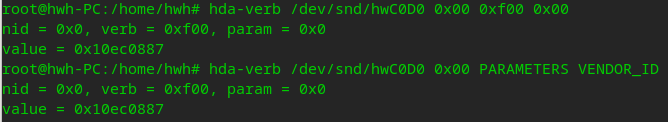 root@hwh-PC:/home/hwh# hda-verb /dev/snd/hwC0D0 0x00 0xf00 0x00
nid = 0x0, verb = 0xf00, param = 0x0
value = 0x10ec0887
root@hwh-PC:/home/hwh# hda-verb /dev/snd/hwC0D0 0x00 PARAMETERS VENDOR_ID
nid = 0x0, verb = 0xf00, param = 0x0
value = 0x10ec0887